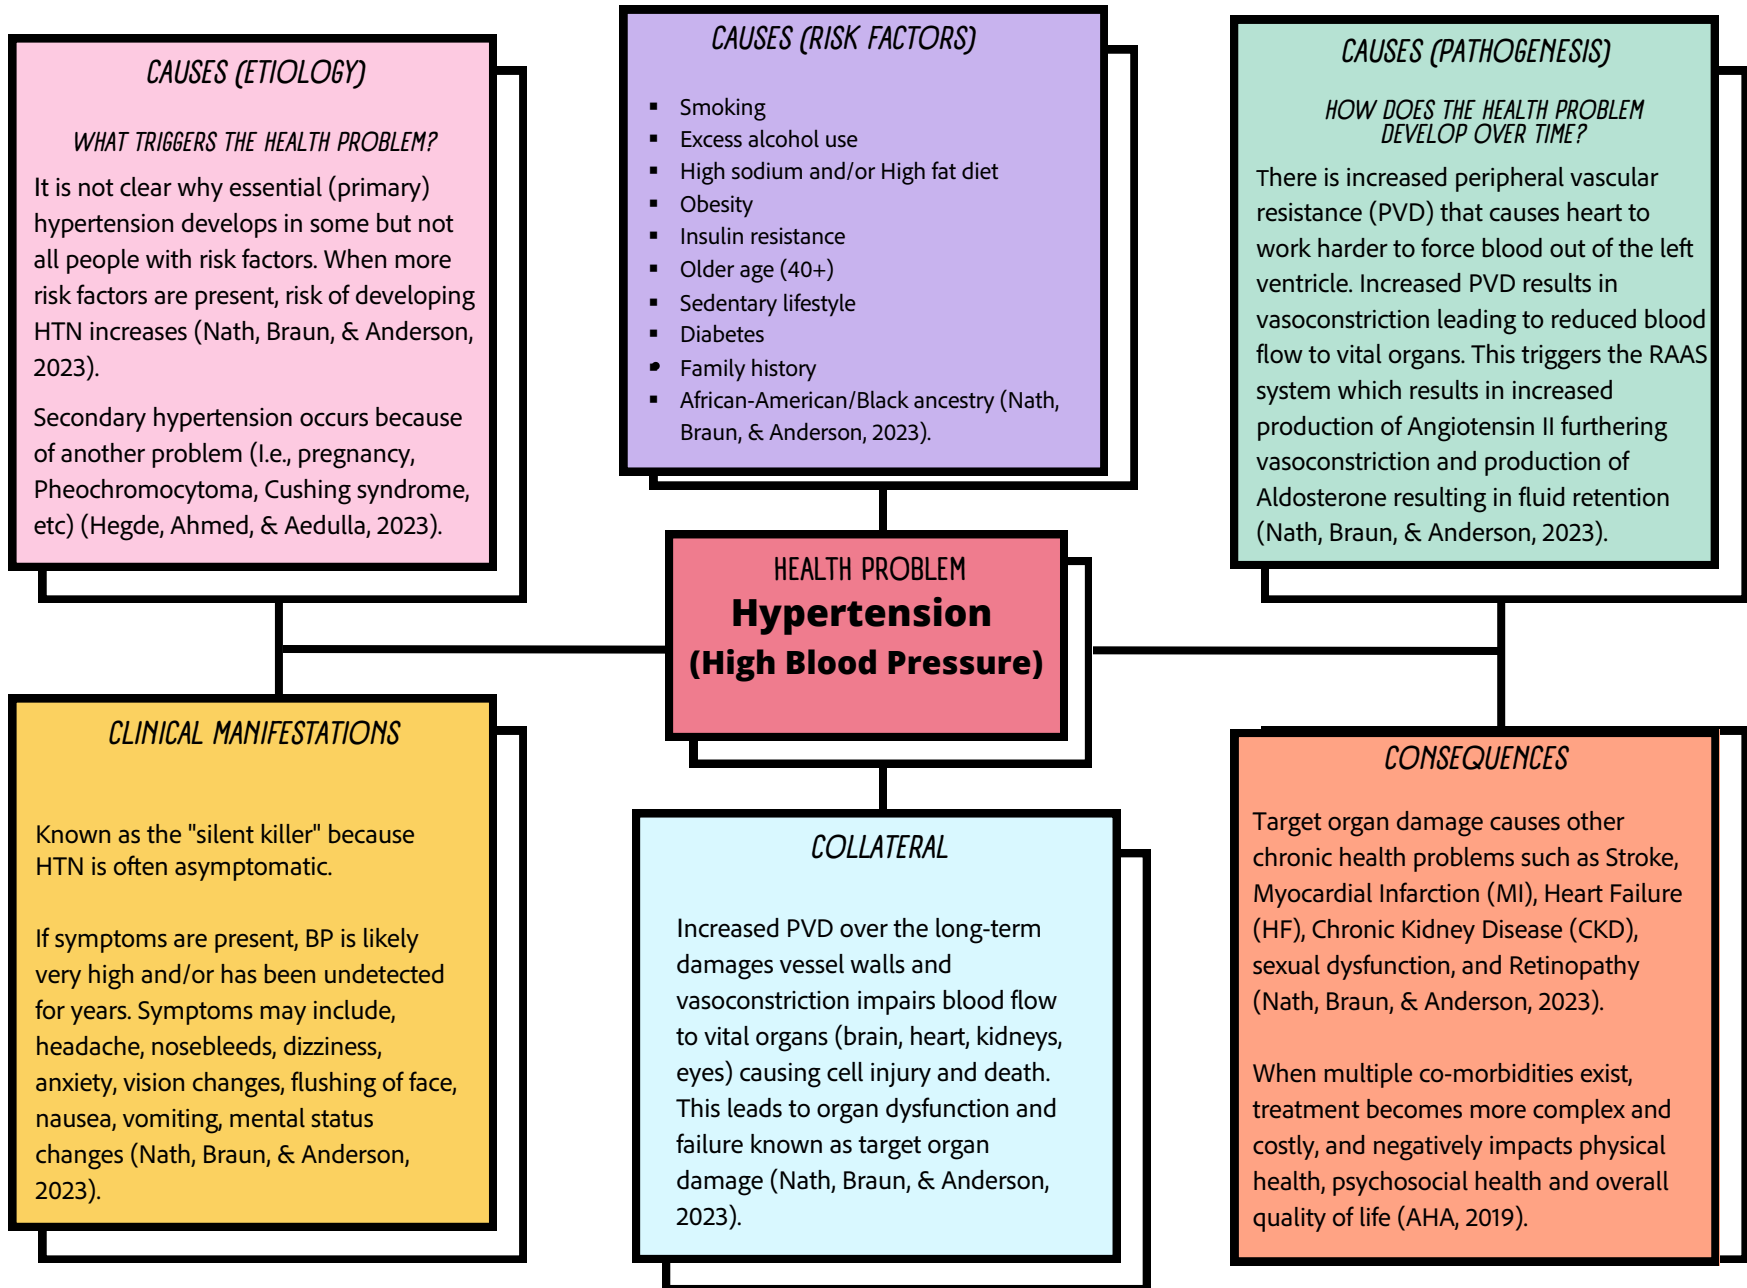 CAUSES (ETIOLOGY)
WHAT TRIGGERS THE HEALTH PROBLEM?
It is not clear why essential (primary)
hypertension develops in some but not
all people with risk factors. When more
risk factors are present, risk of developing
HTN increases (Nath, Braun, & Anderson,
2023).
Secondary hypertension occurs because
of another problem (I.e., pregnancy,
Pheochromocytoma, Cushing syndrome,
etc) (Hegde, Ahmed, & Aedulla, 2023).
CAUSES (RISK FACTORS)
▪ Smoking
▪ Excess alcohol use
▪ High sodium and/or High fat diet
▪ Obesity
▪ Insulin resistance
▪ Older age (40+)
▪ Sedentary lifestyle
▪ Diabetes
▪ Family history
▪ African-American/Black ancestry (Nath,
Braun, & Anderson, 2023).
CAUSES (PATHOGENESIS)
HOW DOES THE HEALTH PROBLEM
DEVELOP OVER TIME?
There is increased peripheral vascular
resistance (PVD) that causes heart to
work harder to force blood out of the left
ventricle. Increased PVD results in
vasoconstriction leading to reduced blood
flow to vital organs. This triggers the RAAS
system which results in increased
production of Angiotensin II furthering
vasoconstriction and production of
Aldosterone resulting in fluid retention
(Nath, Braun, & Anderson, 2023).
HEALTH PROBLEM
Hypertension
(High Blood Pressure)
CLINICAL MANIFESTATIONS
Known as the "silent killer" because
HTN is often asymptomatic.
If symptoms are present, BP is likely
very high and/or has been undetected
for years. Symptoms may include,
headache, nosebleeds, dizziness,
anxiety, vision changes, flushing of face,
nausea, vomiting, mental status
changes (Nath, Braun, & Anderson,
2023).
COLLATERAL
Increased PVD over the long-term
damages vessel walls and
vasoconstriction impairs blood flow
to vital organs (brain, heart, kidneys,
eyes) causing cell injury and death.
This leads to organ dysfunction and
failure known as target organ
damage (Nath, Braun, & Anderson,
2023).
CONSEQUENCES
Target organ damage causes other
chronic health problems such as Stroke,
Myocardial Infarction (MI), Heart Failure
(HF), Chronic Kidney Disease (CKD),
sexual dysfunction, and Retinopathy
(Nath, Braun, & Anderson, 2023).
When multiple co-morbidities exist,
treatment becomes more complex and
costly, and negatively impacts physical
health, psychosocial health and overall
quality of life (AHA, 2019).